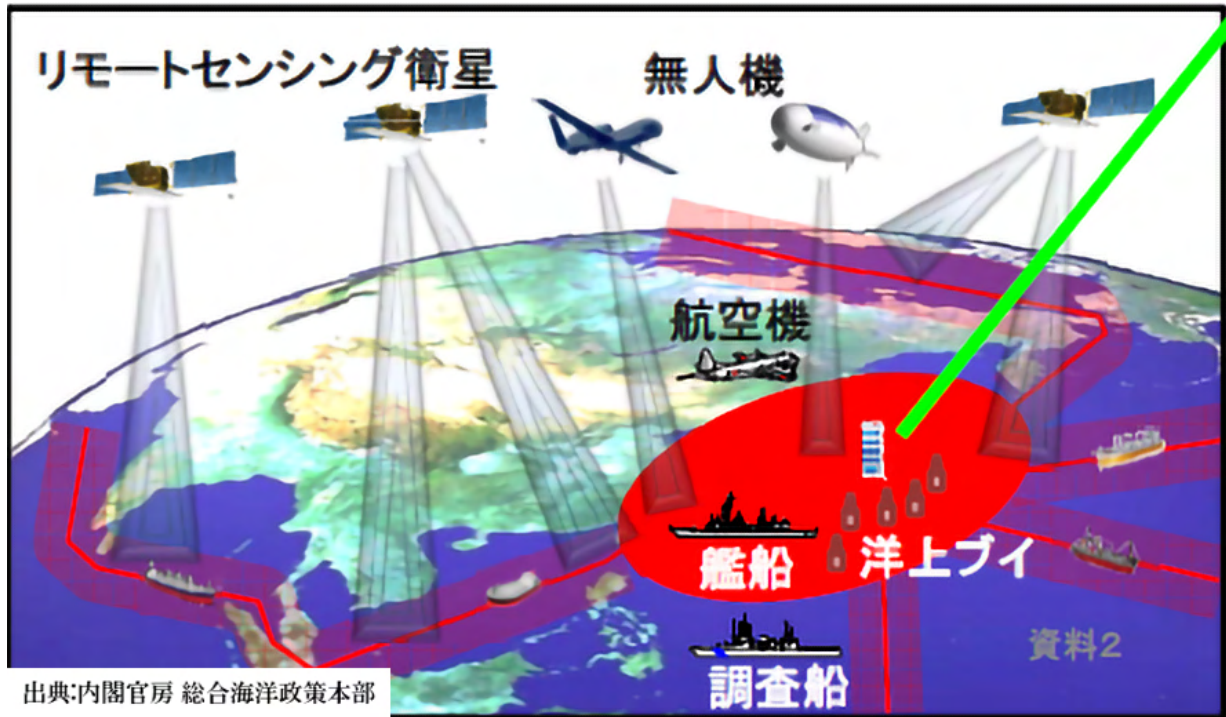 リモートセンシング衛星
無人機
航空機
艦船
洋上ブイ
調査船
資料2
出典:内閣官房 総合海洋政策本部